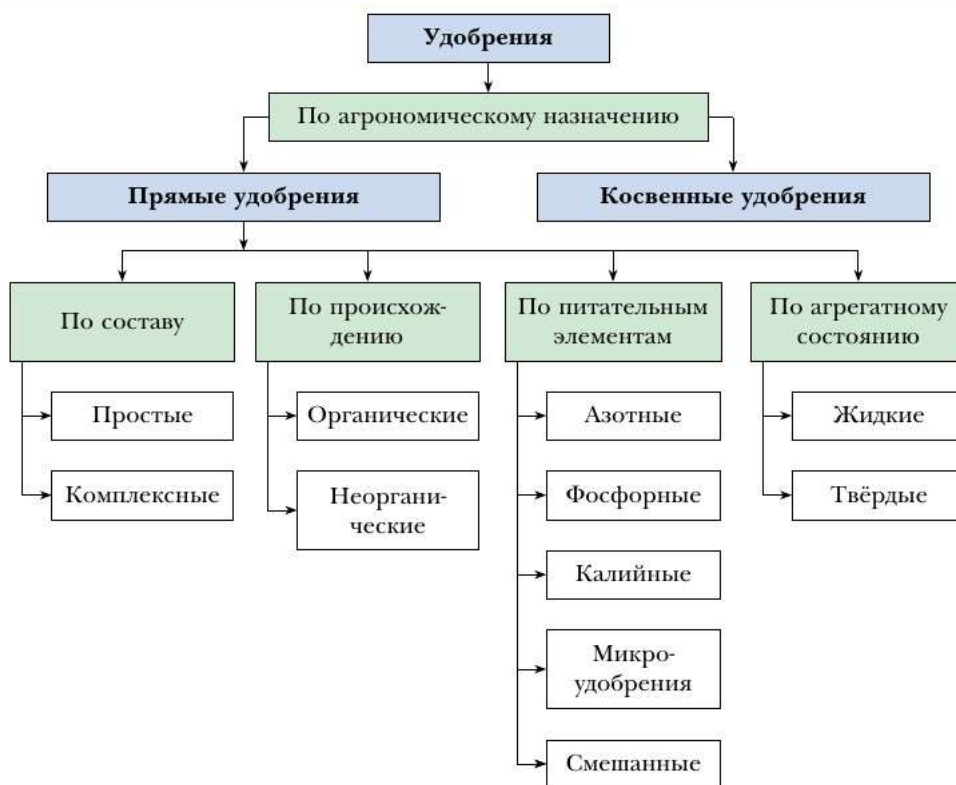 Удобрения
По агрономическому назначению
Прямые удобрения
Косвенные удобрения
По составу
Простые
Комплексные
По происхож-
дению
Органические
Неоргани-
ческие
По питательным
элементам
Азотные
Фосфорные
Калийные
Микро-
удобрения
Смешанные
По агрегатному
состоянию
Жидкие
Твёрдые